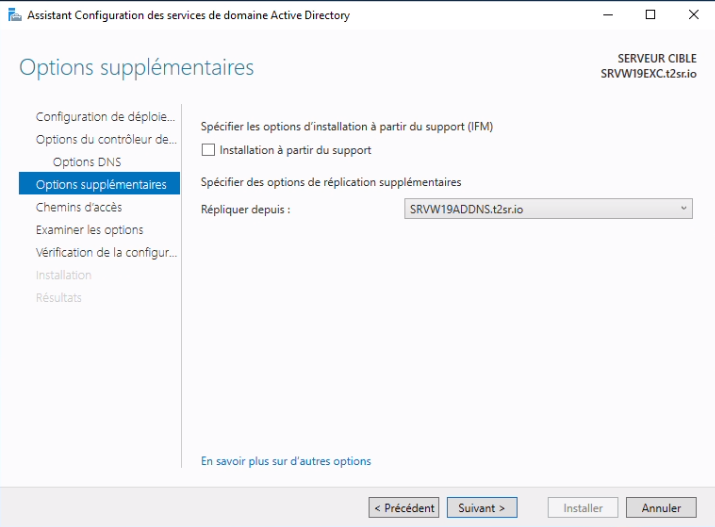 Assistant Configuration des services de domaine Active Directory
Options supplémentaires
SERVEUR CIBLE
SRVW19EXC.t2sr.io
Configuration de déploie...
Options du contrôleur de...
Options DNS
Options supplémentaires
Chemins d'accès
Examiner les options
Vérification de la configur...
Installation
Résultats
Spécifier les options d'installation à partir du support (IFM)
Installation à partir du support
Spécifier des options de réplication supplémentaires
Répliquer depuis : SRVW19ADDNS.t2sr.io
En savoir plus sur d'autres options
< Précédent Suivant > Installer Annuler